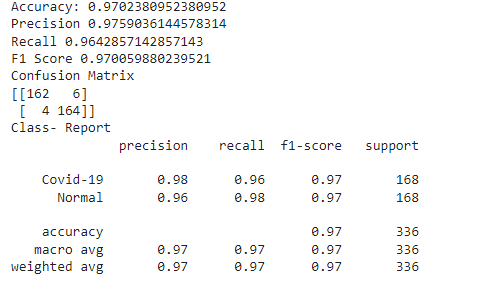 Accuracy: 0.9702380952380952
Precision 0.9759036144578314
Recall 0.9642857142857143
F1 Score 0.970059880239521
Confusion Matrix
[[162   6]
 [  4 164]]
Class- Report
              precision    recall  f1-score   support

    Covid-19       0.98      0.96      0.97       168
      Normal       0.96      0.98      0.97       168

    accuracy                           0.97       336
   macro avg       0.97      0.97      0.97       336
weighted avg       0.97      0.97      0.97       336